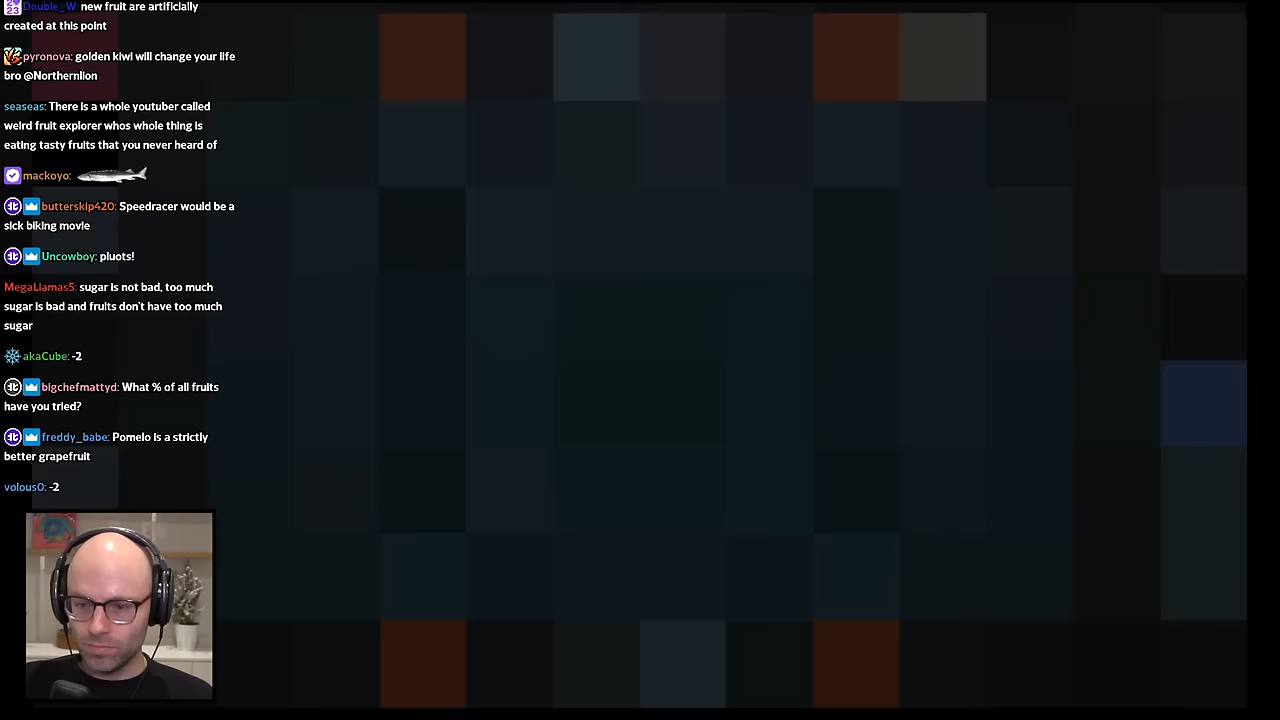 Double_W: new fruit are artificially
created at this point
pyronova: golden kiwi will change your life
bro @Northernlion
seaseas: There is a whole youtuber called
weird fruit explorer whos whole thing is
eating tasty fruits that you never heard of
mackoyo:
butterskip420: Speedracer would be a
sick biking movie
Uncowboy: pluots!
MegaLlamas5: sugar is not bad, too much
sugar is bad and fruits don't have too much
sugar
akaCube: -2
bigchefmattyd: What % of all fruits
have you tried?
freddy_babe: Pomelo is a strictly
better grapefruit
volous0: -2